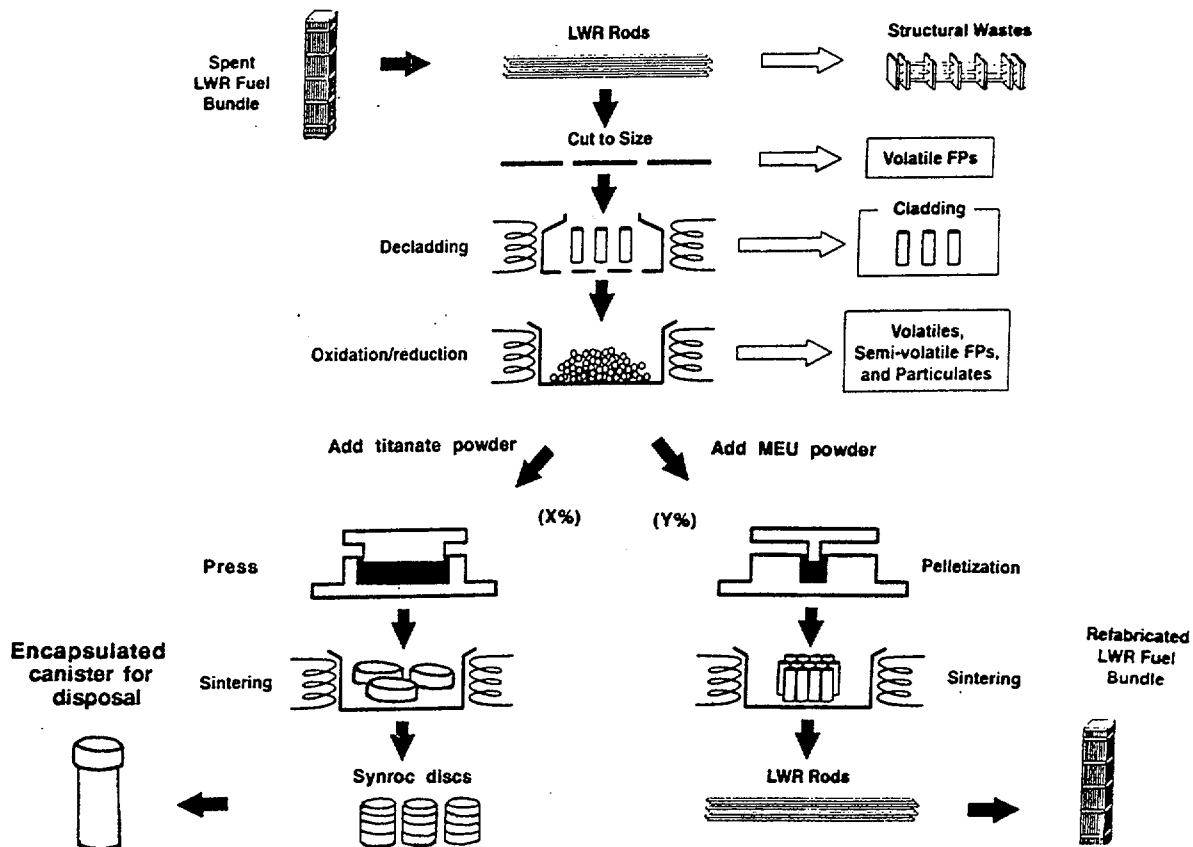 LWR Rods
Structural Wastes
Spent
LWR Fuel
Bundle
Cut to Size
Volatile FPs
Cladding
Decladding
Oxidation/reduction
Volatiles,
Semi-volatile FPs,
and Particulates
Add titanate powder
Add MEU powder
(X%)
(Y%)
Press
Pelletization
Encapsulated
canister for
disposal
Sintering
Sintering
Refabricated
LWR Fuel
Bundle
Synroc discs
LWR Rods